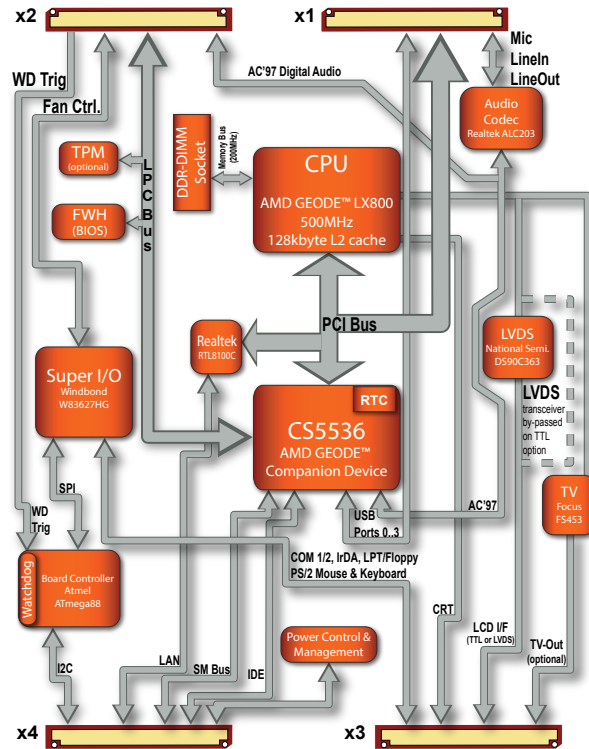 x2
x1
WD Trig
Fan Ctrl.
AC'97 Digital Audio
Mic
LineIn
LineOut
Audio
Codec
Realtek ALC203
TPM
(optional)
FWH
(BIOS)
LPC Bus
DDR-DIMM
Socket
Memory Bus
(200MHz)
CPU
AMD GEODE™ LX800
500MHz
128kbyte L2 cache
PCI Bus
Realtek
RTL8100C
LVDS
National Semi.
DS90C363
LVDS
transceiver
by-passed
on TTL
option
Super I/O
Windbond
W83627HG
RTC
CS5536
AMD GEODE™
Companion Device
TV
Focus
FS453
SPI
WD
Trig
USB
Ports 0..3
AC'97
Watchdog
Board Controller
Atmel
ATmega88
COM 1/2, IrDA, LPT/Floppy
PS/2 Mouse & Keyboard
CRT
LCD I/F
(TTL or LVDS)
TV-Out
(optional)
Power Control &
Management
I2C
LAN
SM Bus
IDE
x4
x3